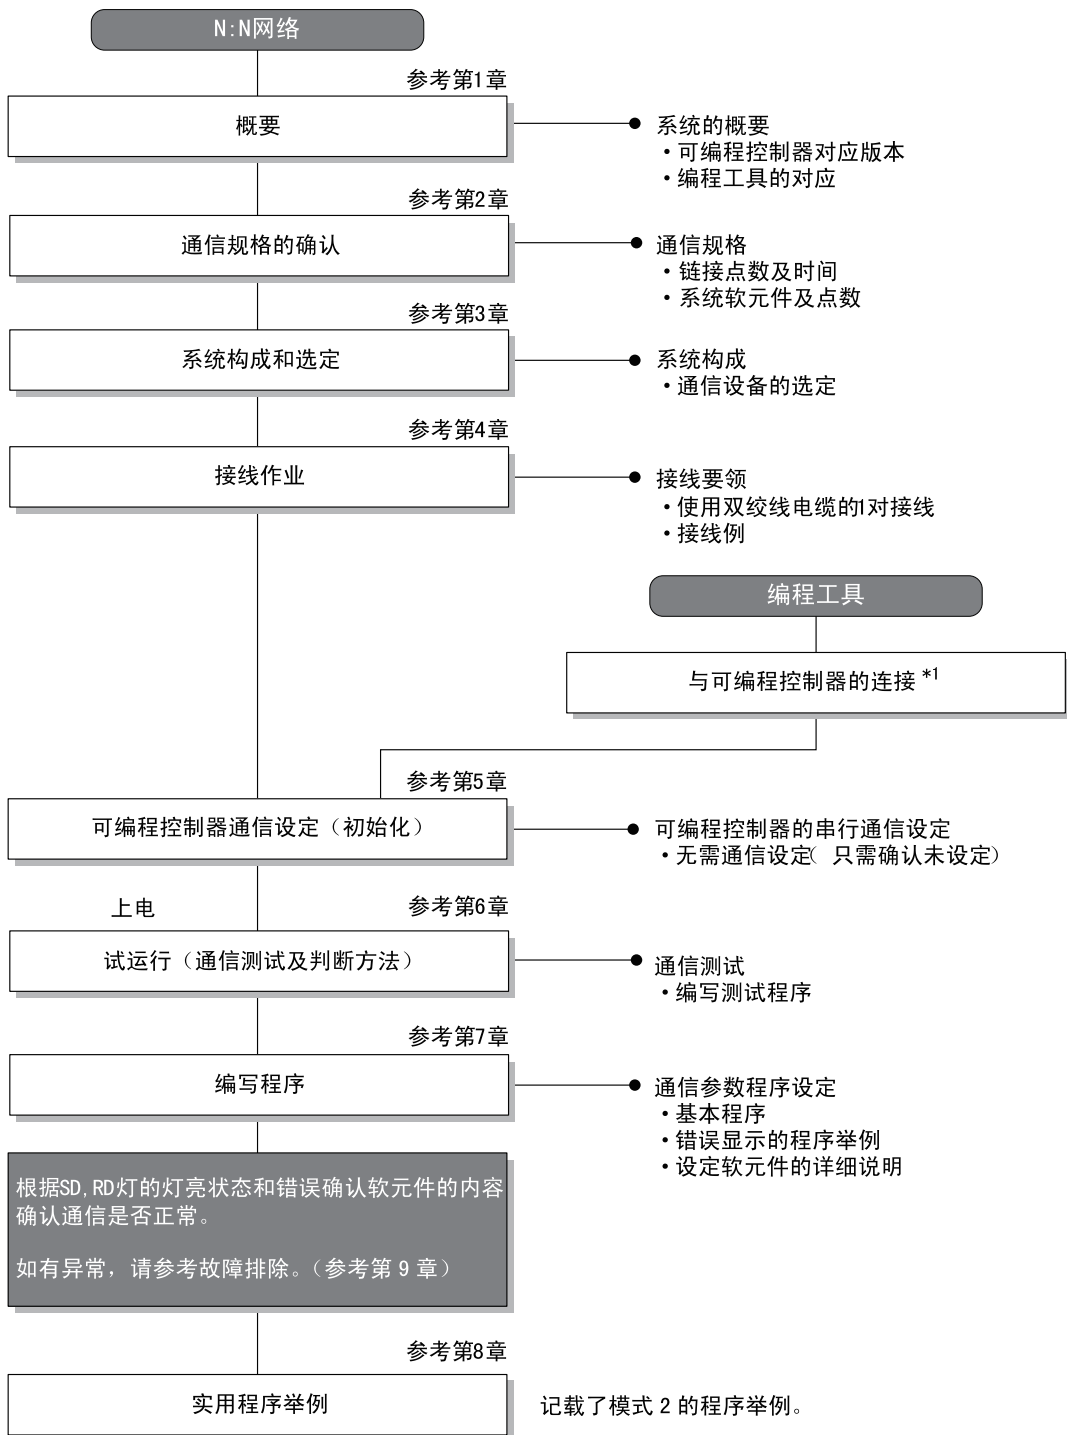 N:N网络
参考第1章
概要
系统的概要
・可编程控制器对应版本
・编程工具的对应
参考第2章
通信规格的确认
通信规格
・链接点数及时间
・系统软元件及点数
参考第3章
系统构成和选定
系统构成
・通信设备的选定
参考第4章
接线作业
接线要领
・使用双绞线电缆的1对接线
・接线例
编程工具
与可编程控制器的连接 *1
参考第5章
可编程控制器通信设定（初始化）
可编程控制器的串行通信设定
・无需通信设定（只需确认未设定）
上电
参考第6章
试运行（通信测试及判断方法）
通信测试
・编写测试程序
参考第7章
编写程序
通信参数程序设定
・基本程序
・错误显示的程序举例
・设定软元件的详细说明
根据SD,RD灯的灯亮状态和错误确认软元件的内容
确认通信是否正常。
如有异常，请参考故障排除。（参考第 9 章）
参考第8章
实用程序举例
记载了模式 2 的程序举例。